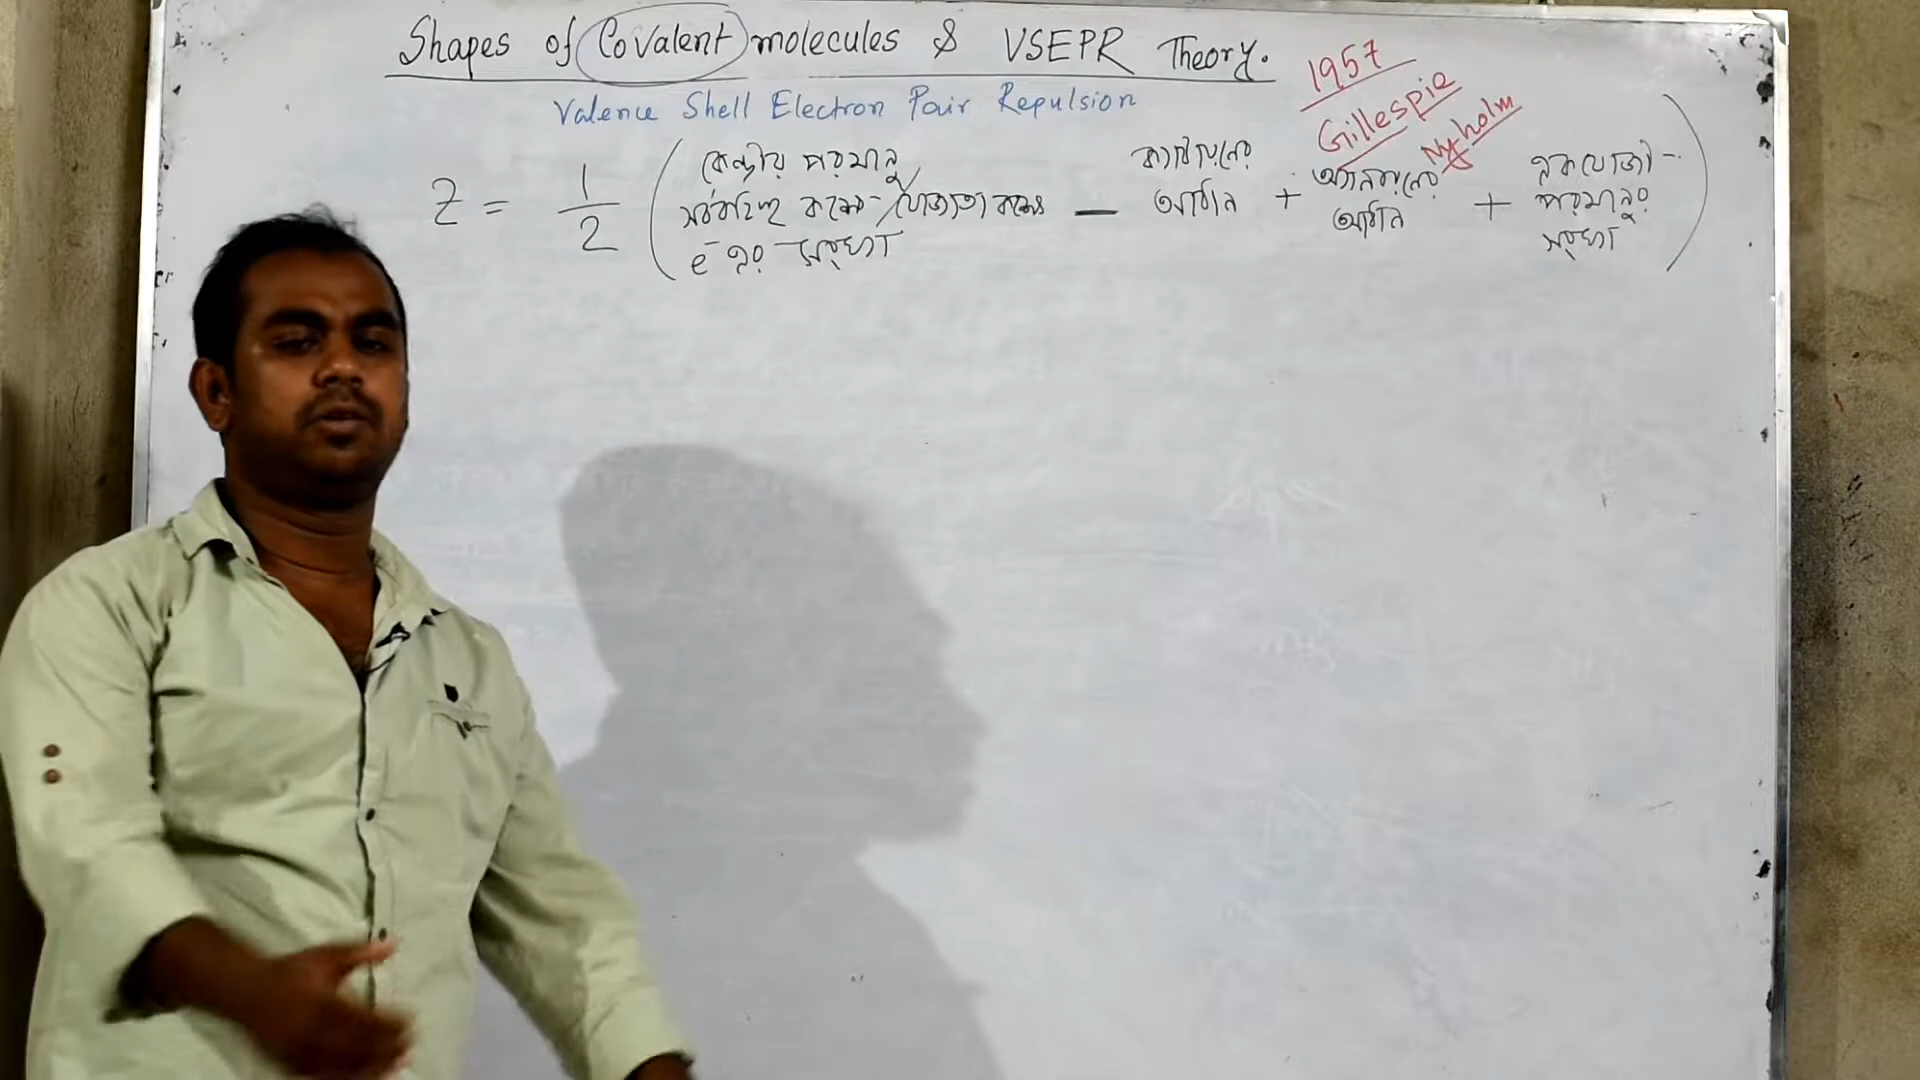 Shapes of Covalent molecules & VSEPR Theory.
Valence Shell Electron Pair Repulsion
1957
Gillespie
Nyholm
Z = 1/2 (কেন্দ্রীয় পরমানু সর্ববহিস্থ কক্ষের/যোজ্যতা কক্ষের e⁻ এর সংখ্যা — ক্যাটায়নের আধান + অ্যানায়নের আধান + একযোজী পরমানুর সংখ্যা)